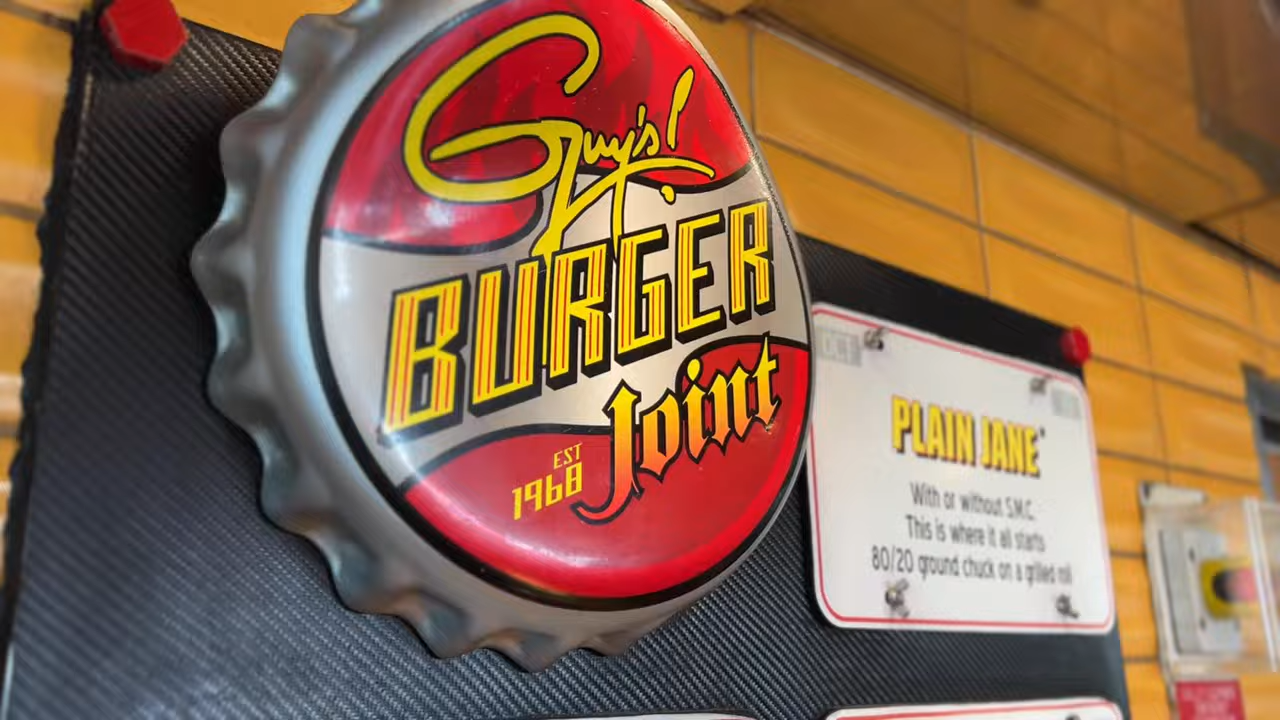 Guy's!
BURGER
Joint
EST
1968
PLAIN JANE*
With or without S.M.C.
This is where it all starts
80/20 ground chuck on a grilled roll